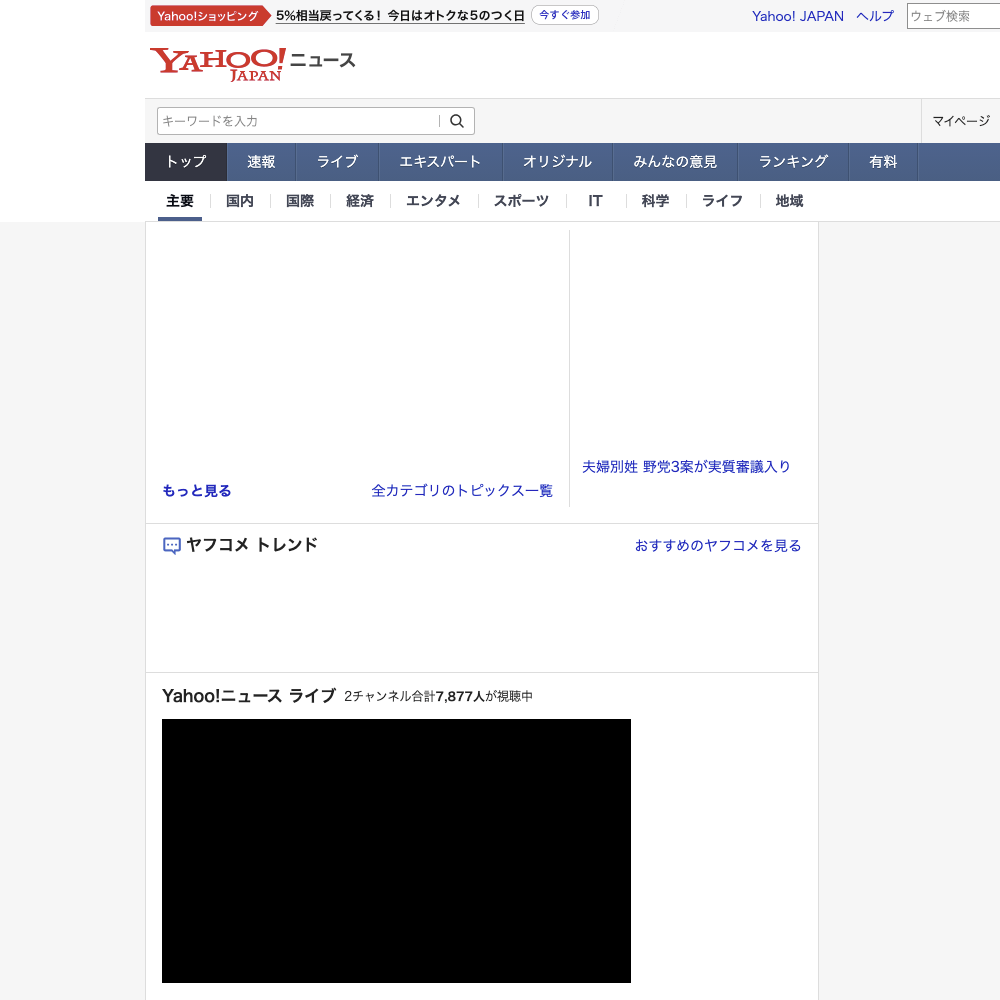 Yahoo!ショッピング 5%相当戻ってくる！今日はオトクな5のつく日 今すぐ参加 Yahoo! JAPAN ヘルプ ウェブ検索
YAHOO! JAPAN ニュース
キーワードを入力 マイページ
トップ 速報 ライブ エキスパート オリジナル みんなの意見 ランキング 有料
主要 国内 国際 経済 エンタメ スポーツ IT 科学 ライフ 地域
夫婦別姓 野党3案が実質審議入り
もっと見る 全カテゴリのトピックス一覧
ヤフコメ トレンド おすすめのヤフコメを見る
Yahoo!ニュース ライブ 2チャンネル合計7,877人が視聴中